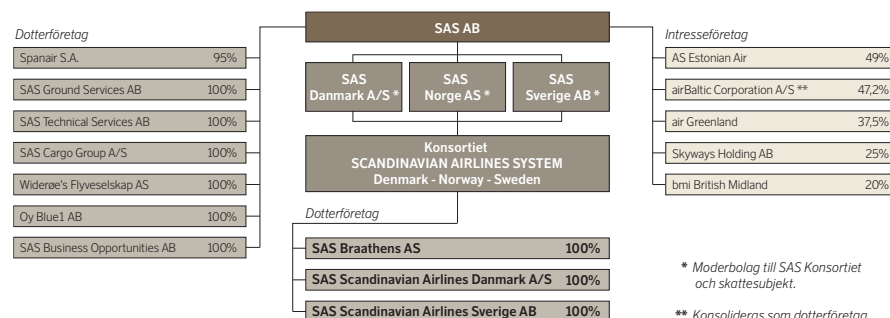 SAS AB
Dotterföretag
Spanair S.A. 95%
SAS Ground Services AB 100%
SAS Technical Services AB 100%
SAS Cargo Group A/S 100%
Widerøe's Flyveselskap AS 100%
Oy Blue1 AB 100%
SAS Business Opportunities AB 100%
SAS
Danmark A/S *
SAS
Norge AS *
SAS
Sverige AB *
Konsortiet
SCANDINAVIAN AIRLINES SYSTEM
Denmark - Norway - Sweden
Dotterföretag
SAS Braathens AS 100%
SAS Scandinavian Airlines Danmark A/S 100%
SAS Scandinavian Airlines Sverige AB 100%
Intresseföretag
AS Estonian Air 49%
airBaltic Corporation A/S ** 47,2%
air Greenland 37,5%
Skyways Holding AB 25%
bmi British Midland 20%
* Moderbolag till SAS Konsortiet
och skattesubjekt.
** Konsolideras som dotterföretag